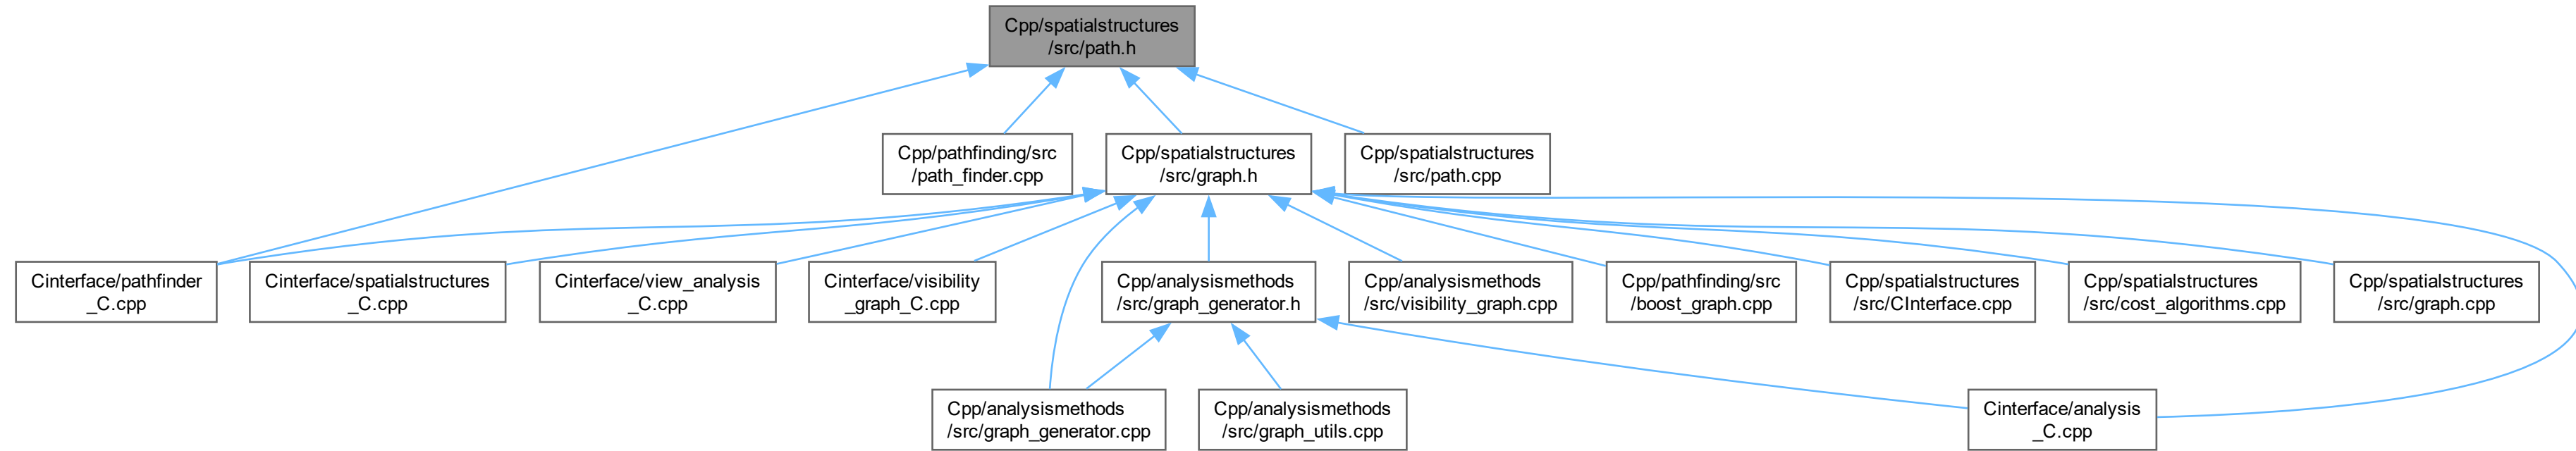 Cpp/spatialstructures
/src/path.h
Cpp/pathfinding/src
/path_finder.cpp
Cpp/spatialstructures
/src/graph.h
Cpp/spatialstructures
/src/path.cpp
Cinterface/pathfinder
_C.cpp
Cinterface/spatialstructures
_C.cpp
Cinterface/view_analysis
_C.cpp
Cinterface/visibility
_graph_C.cpp
Cpp/analysismethods
/src/graph_generator.h
Cpp/analysismethods
/src/visibility_graph.cpp
Cpp/pathfinding/src
/boost_graph.cpp
Cpp/spatialstructures
/src/CInterface.cpp
Cpp/spatialstructures
/src/cost_algorithms.cpp
Cpp/spatialstructures
/src/graph.cpp
Cpp/analysismethods
/src/graph_generator.cpp
Cpp/analysismethods
/src/graph_utils.cpp
Cinterface/analysis
_C.cpp